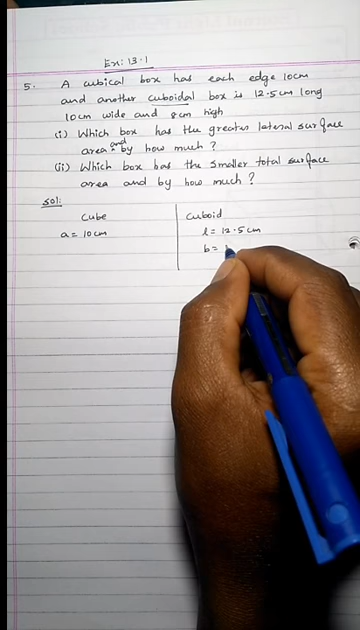 Ex: 13.1
5. A cubical box has each edge 10cm
and another cuboidal box is 12.5cm long
10cm wide and 8cm high
(i) Which box has the greater lateral surface
area and by how much?
(ii) Which box has the smaller total surface
area and by how much?
Sol:
Cube
a = 10cm
Cuboid
l = 12.5cm
b =